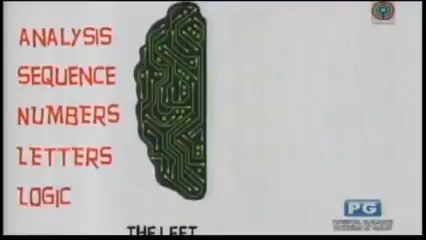 ANALYSIS
SEQUENCE
NUMBERS
LETTERS
LOGIC
THE LEFT
PG